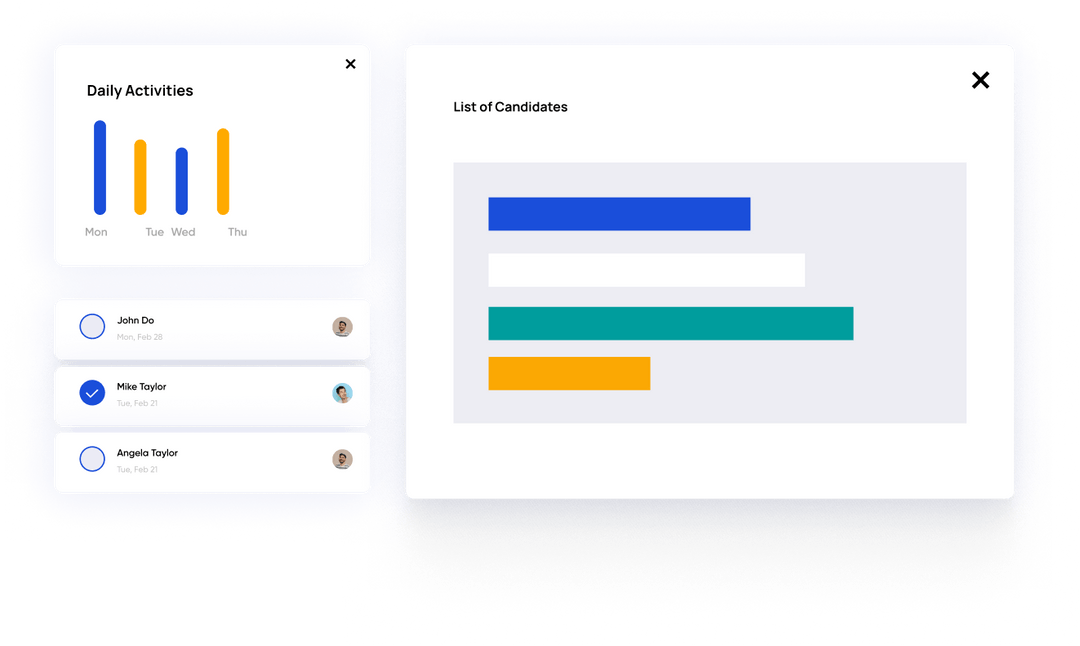 Daily Activities
Mon Tue Wed Thu
John Do
Mon, Feb 28
Mike Taylor
Tue, Feb 21
Angela Taylor
Tue, Feb 21
List of Candidates